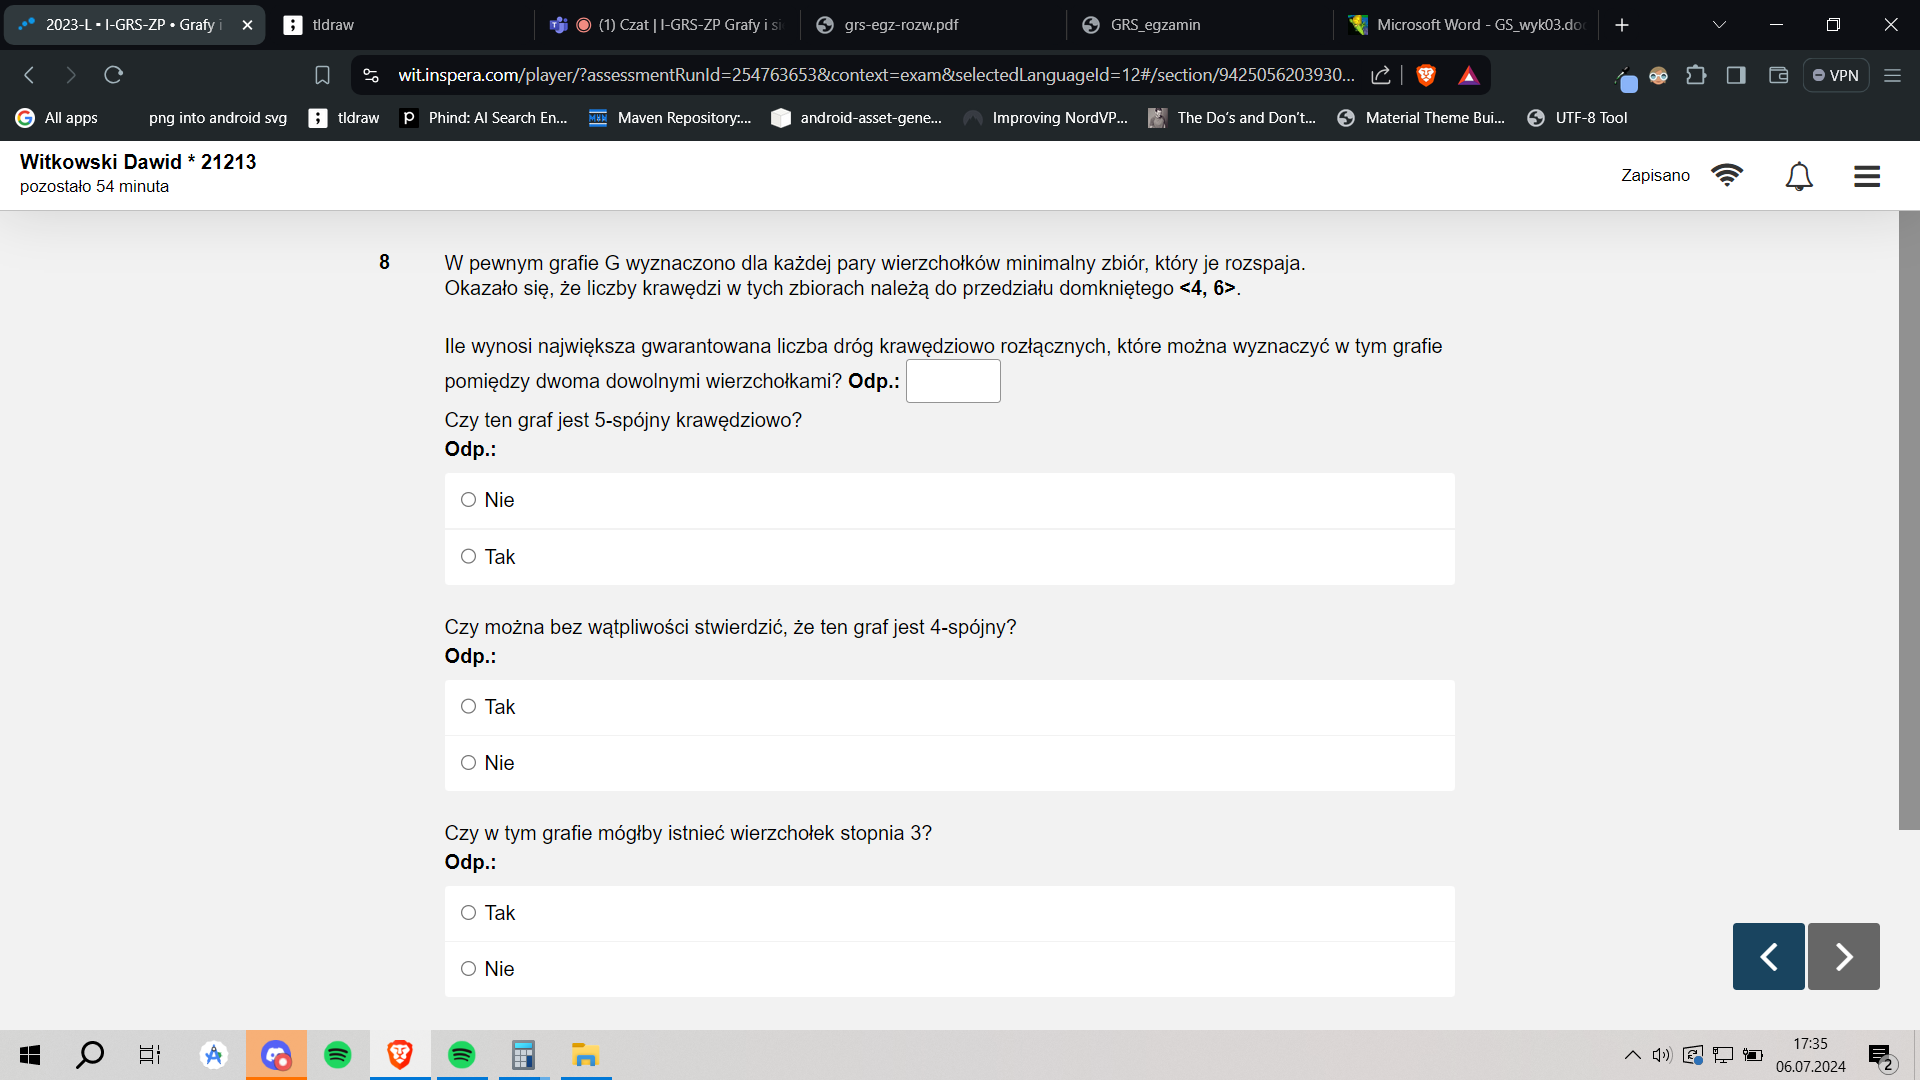 2023-L • I-GRS-ZP • Grafy i
tldraw
(1) Czat | I-GRS-ZP Grafy i si
grs-egz-rozw.pdf
GRS_egzamin
Microsoft Word - GS_wyk03.doc
wit.inspera.com/player/?assessmentRunId=254763653&context=exam&selectedLanguageId=12#/section/9425056203930...
VPN
All apps
png into android svg
tldraw
Phind: AI Search En...
Maven Repository:...
android-asset-gene...
Improving NordVP...
The Do's and Don't...
Material Theme Bui...
UTF-8 Tool
Witkowski Dawid * 21213
pozostało 54 minuta
Zapisano
8
W pewnym grafie G wyznaczono dla każdej pary wierzchołków minimalny zbiór, który je rozspaja.
Okazało się, że liczby krawędzi w tych zbiorach należą do przedziału domkniętego <4, 6>.
Ile wynosi największa gwarantowana liczba dróg krawędziowo rozłącznych, które można wyznaczyć w tym grafie
pomiędzy dwoma dowolnymi wierzchołkami? Odp.:
Czy ten graf jest 5-spójny krawędziowo?
Odp.:
Nie
Tak
Czy można bez wątpliwości stwierdzić, że ten graf jest 4-spójny?
Odp.:
Tak
Nie
Czy w tym grafie mógłby istnieć wierzchołek stopnia 3?
Odp.:
Tak
Nie
17:35
06.07.2024
2